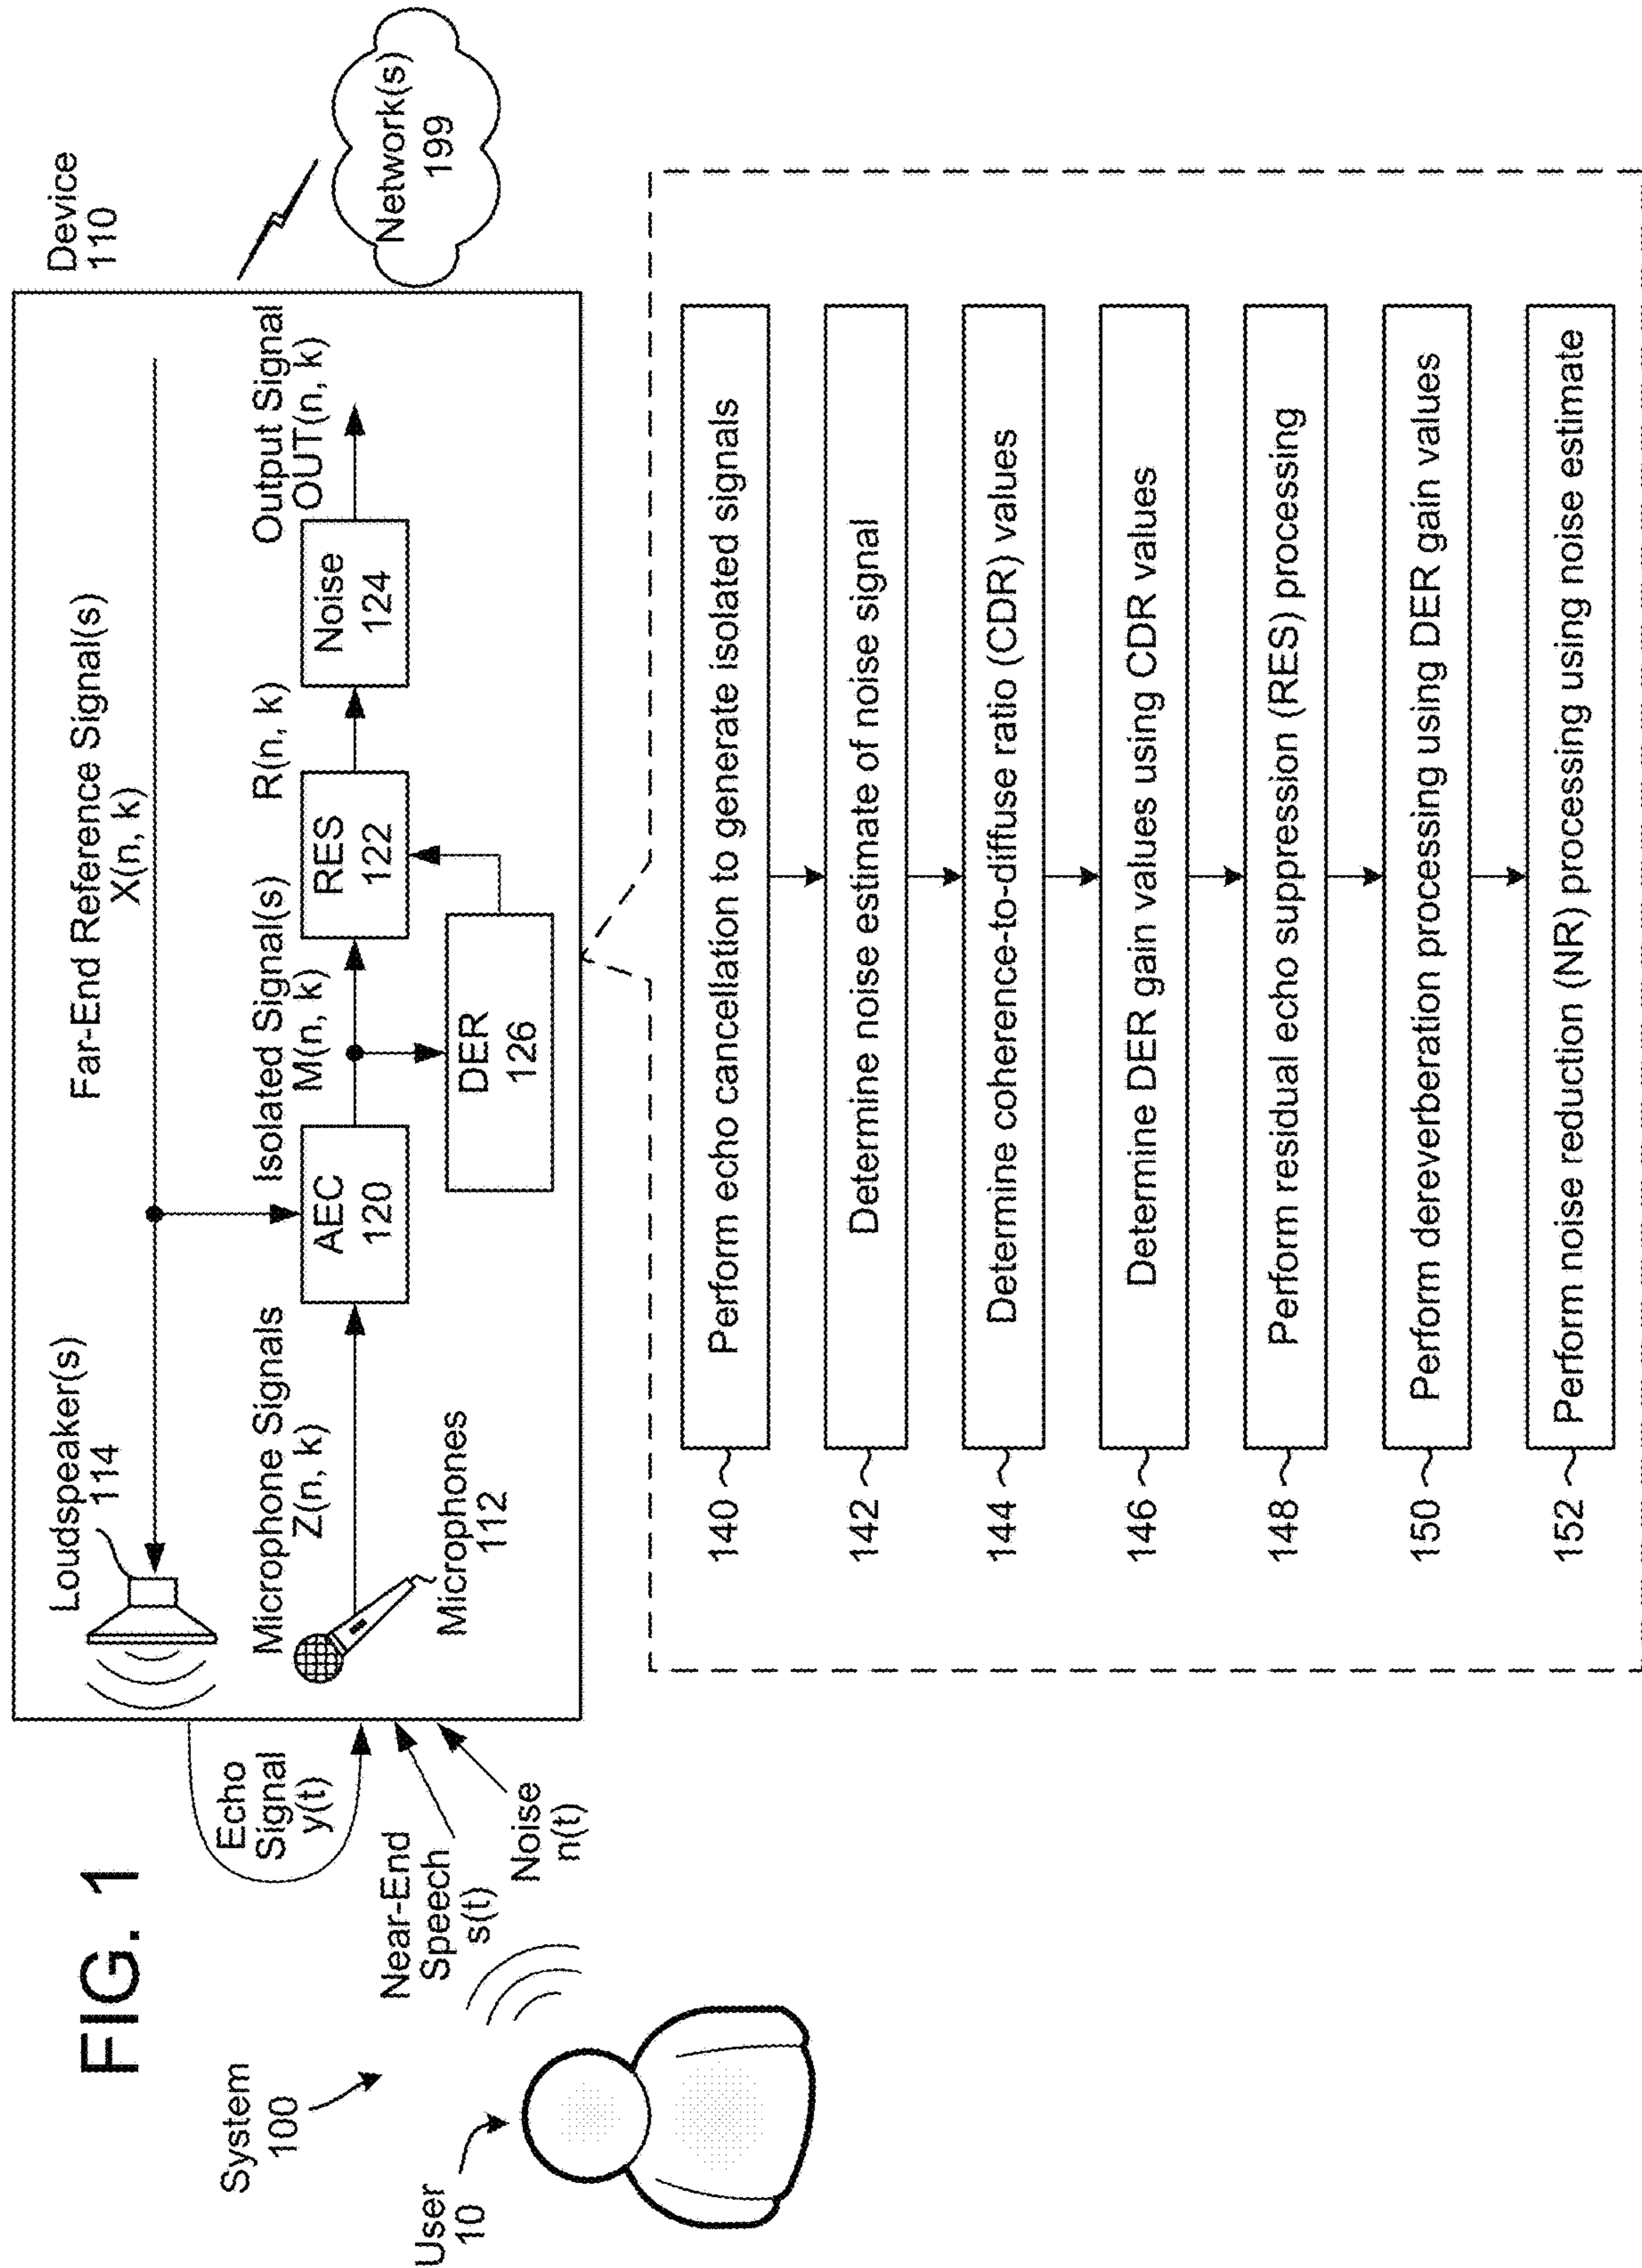 FIG. 1
System
100
User
10
Near-End
Speech
s(t)
Noise
n(t)
Echo
Signal
y(t)
Device
110
Loudspeaker(s)
114
Far-End Reference Signal(s)
X(n, k)
Microphone Signals
Z(n, k)
Microphones
112
AEC
120
Isolated Signal(s)
M(n, k)
DER
126
RES
122
R(n, k)
Noise
124
Output Signal
OUT(n, k)
Network(s)
199
140 Perform echo cancellation to generate isolated signals
142 Determine noise estimate of noise signal
144 Determine coherence-to-diffuse ratio (CDR) values
146 Determine DER gain values using CDR values
148 Perform residual echo suppression (RES) processing
150 Perform dereverberation processing using DER gain values
152 Perform noise reduction (NR) processing using noise estimate